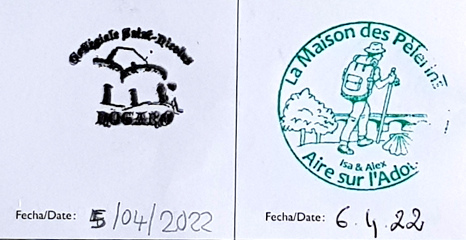 Collégiale Saint-Nicolas
NOGARO
Fecha/Date: 5/04/2022
La Maison des Pèlerins
Isa & Alex
Aire sur l'Adou
Fecha/Date: 6.4.22